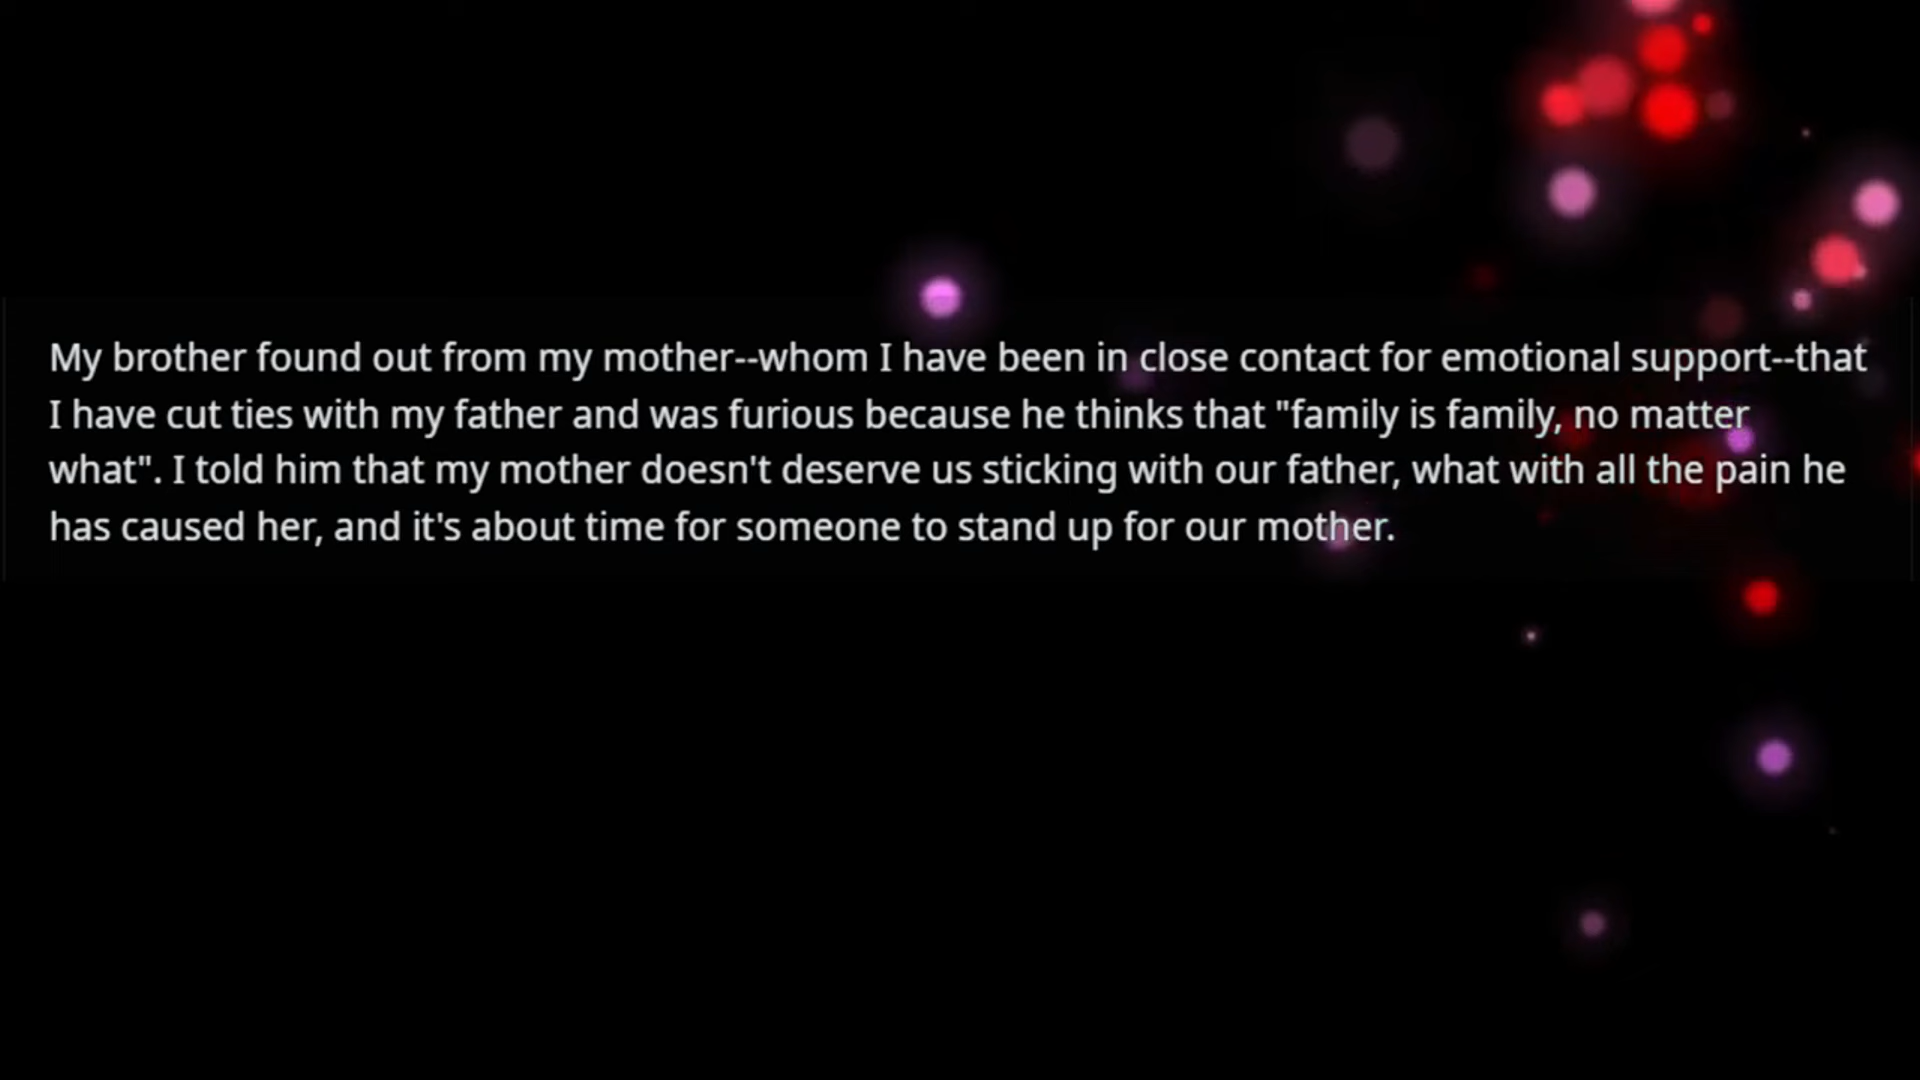 My brother found out from my mother--whom I have been in close contact for emotional support--that
I have cut ties with my father and was furious because he thinks that "family is family, no matter
what". I told him that my mother doesn't deserve us sticking with our father, what with all the pain he
has caused her, and it's about time for someone to stand up for our mother.